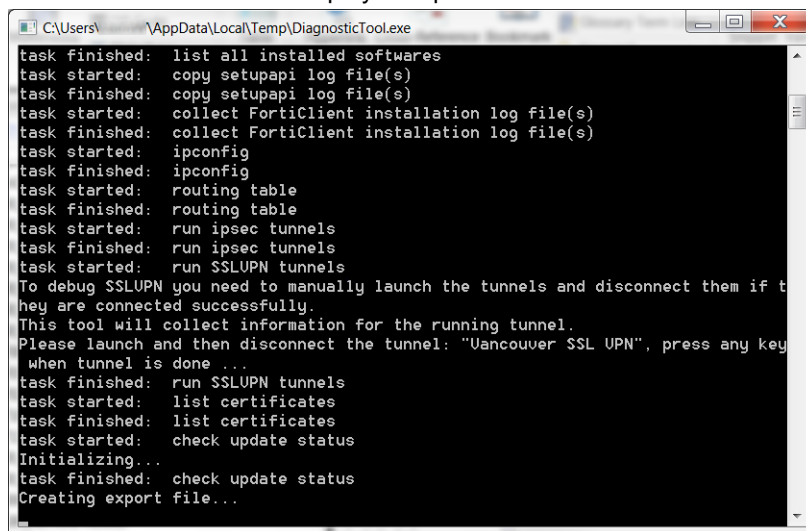 C:\Users\ \AppData\Local\Temp\DiagnosticTool.exe
task finished: list all installed softwares
task started: copy setupapi log file(s)
task finished: copy setupapi log file(s)
task started: collect FortiClient installation log file(s)
task finished: collect FortiClient installation log file(s)
task started: ipconfig
task finished: ipconfig
task started: routing table
task finished: routing table
task started: run ipsec tunnels
task finished: run ipsec tunnels
task started: run SSLVPN tunnels
To debug SSLVPN you need to manually launch the tunnels and disconnect them if t
hey are connected successfully.
This tool will collect information for the running tunnel.
Please launch and then disconnect the tunnel: "Vancouver SSL VPN", press any key
when tunnel is done ...
task finished: run SSLVPN tunnels
task started: list certificates
task finished: list certificates
task started: check update status
Initializing...
task finished: check update status
Creating export file...